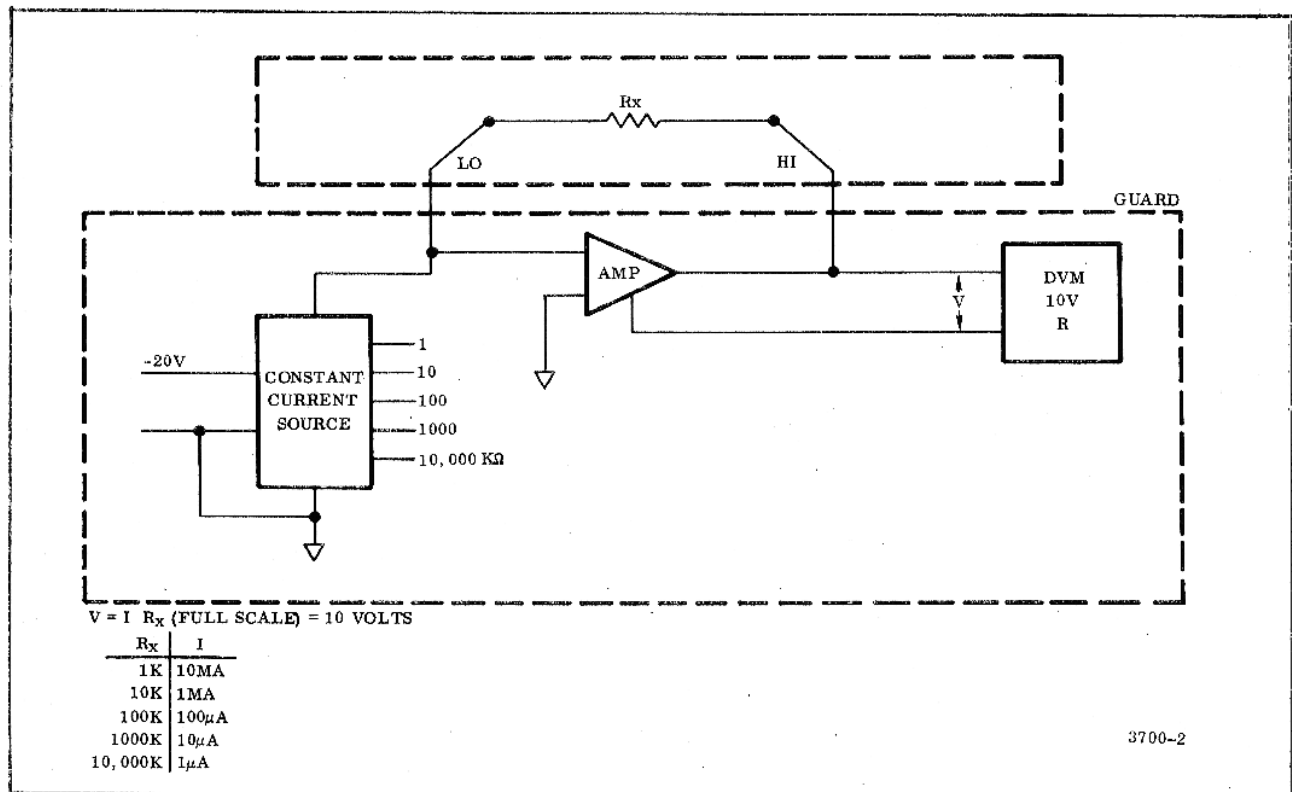 Rx
LO
HI
GUARD
AMP
V
DVM
10V
R
-20V
CONSTANT
CURRENT
SOURCE
1
10
100
1000
10,000 KΩ
V = I RX (FULL SCALE) = 10 VOLTS
RX I
1K 10MA
10K 1MA
100K 100μA
1000K 10μA
10,000K 1μA
3700-2